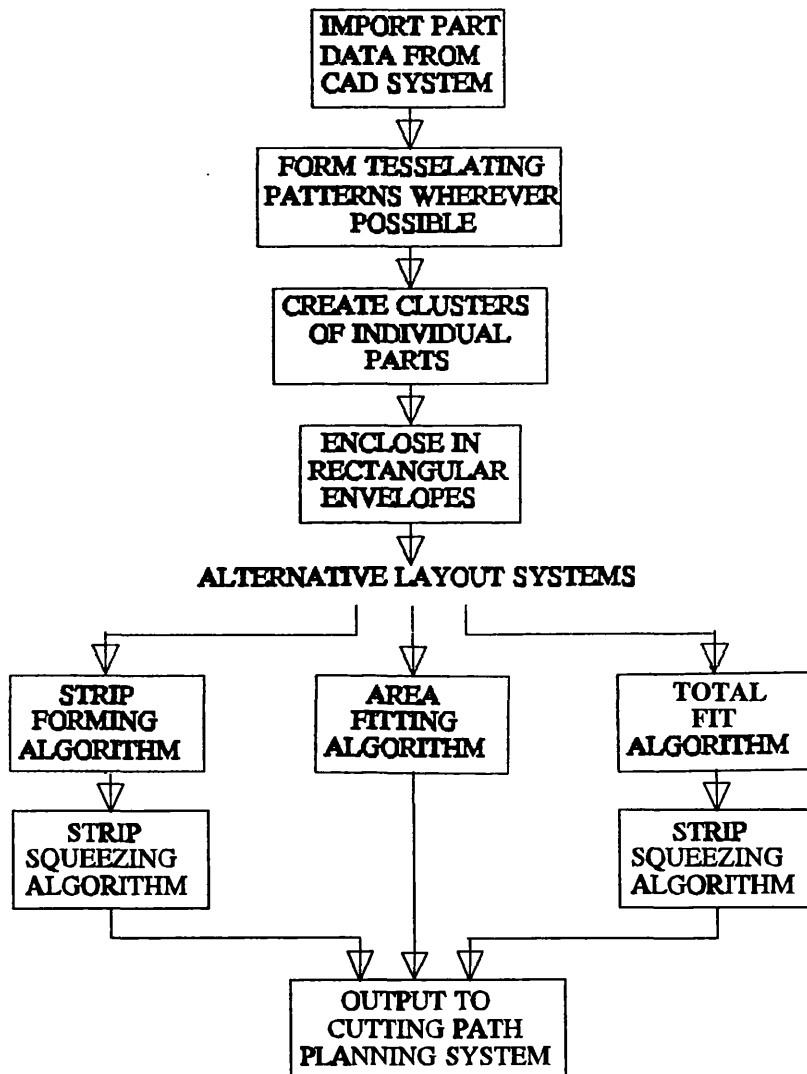 IMPORT PART
DATA FROM
CAD SYSTEM
FORM TESSELATING
PATTERNS WHEREVER
POSSIBLE
CREATE CLUSTERS
OF INDIVIDUAL
PARTS
ENCLOSE IN
RECTANGULAR
ENVELOPES
ALTERNATIVE LAYOUT SYSTEMS
STRIP
FORMING
ALGORITHM
AREA
FITTING
ALGORITHM
TOTAL
FIT
ALGORITHM
STRIP
SQUEEZING
ALGORITHM
STRIP
SQUEEZING
ALGORITHM
OUTPUT TO
CUTTING PATH
PLANNING SYSTEM